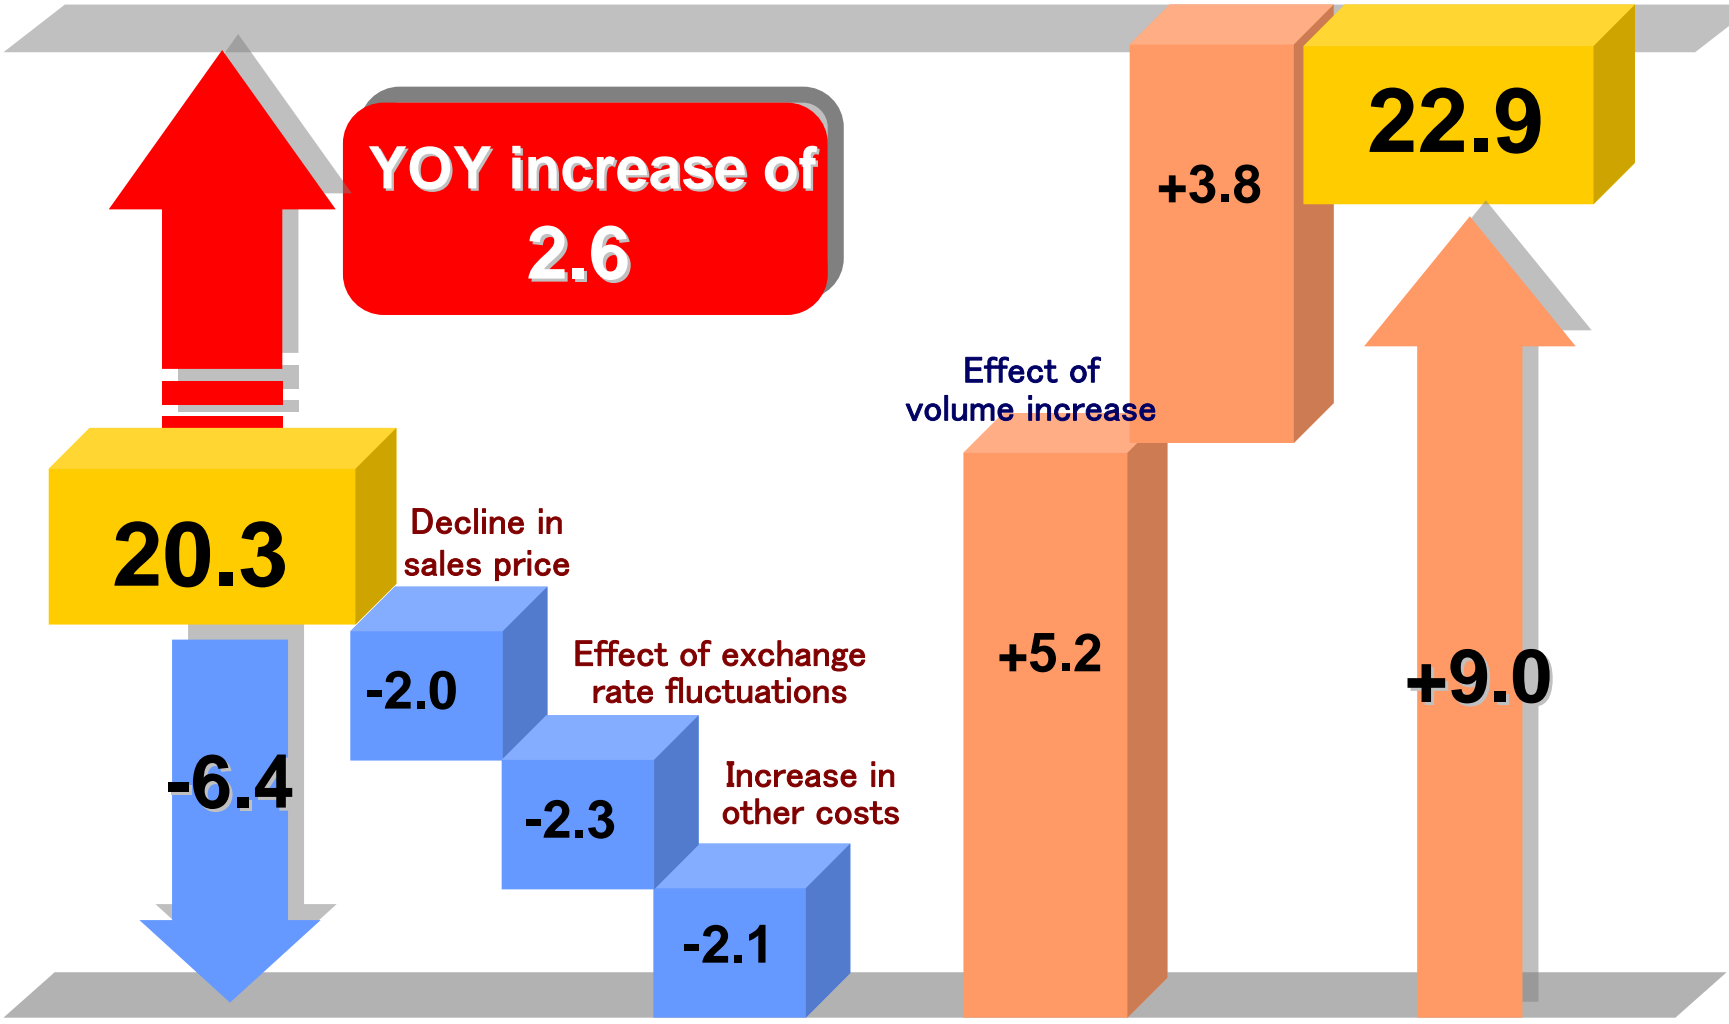 YOY increase of
2.6
22.9
+3.8
Effect of
volume increase
20.3
Decline in
sales price
-2.0
Effect of exchange
rate fluctuations
-2.3
Increase in
other costs
-2.1
-6.4
+5.2
+9.0